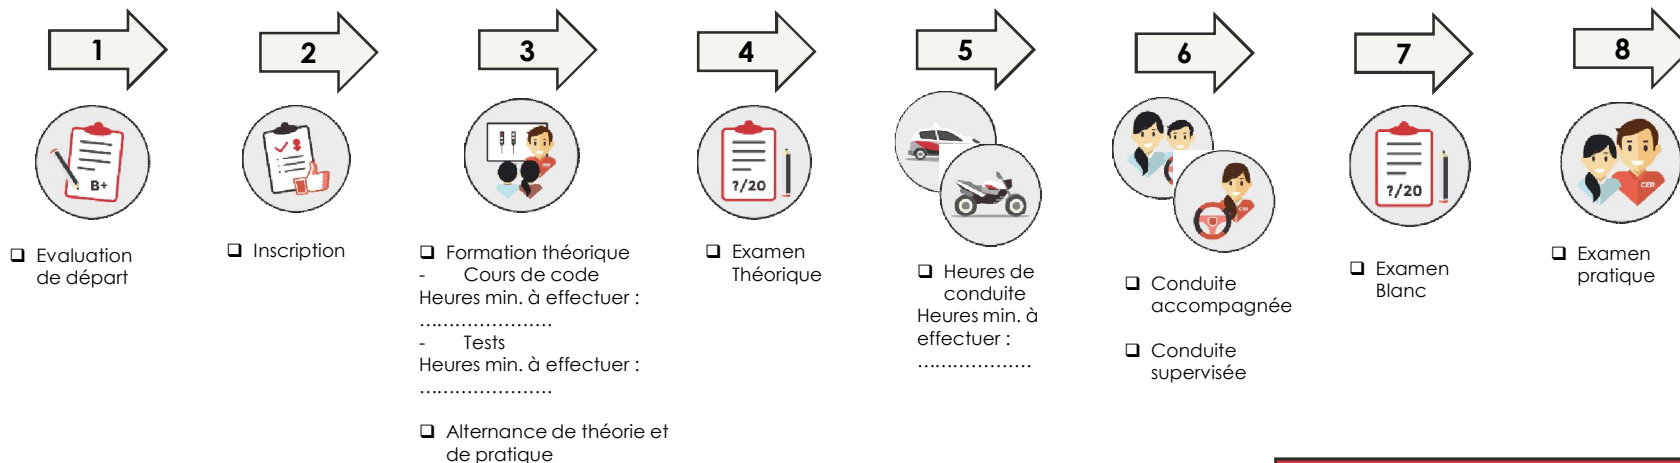 1
2
3
4
5
6
7
8
B+
?/20
?/20
CER
CER
❑ Evaluation
de départ
❑ Inscription
❑ Formation théorique
- Cours de code
Heures min. à effectuer :
…………………
- Tests
Heures min. à effectuer :
…………………
❑ Alternance de théorie et
de pratique
❑ Examen
Théorique
❑ Heures de
conduite
Heures min. à
effectuer :
………………
❑ Conduite
accompagnée
❑ Conduite
supervisée
❑ Examen
Blanc
❑ Examen
pratique